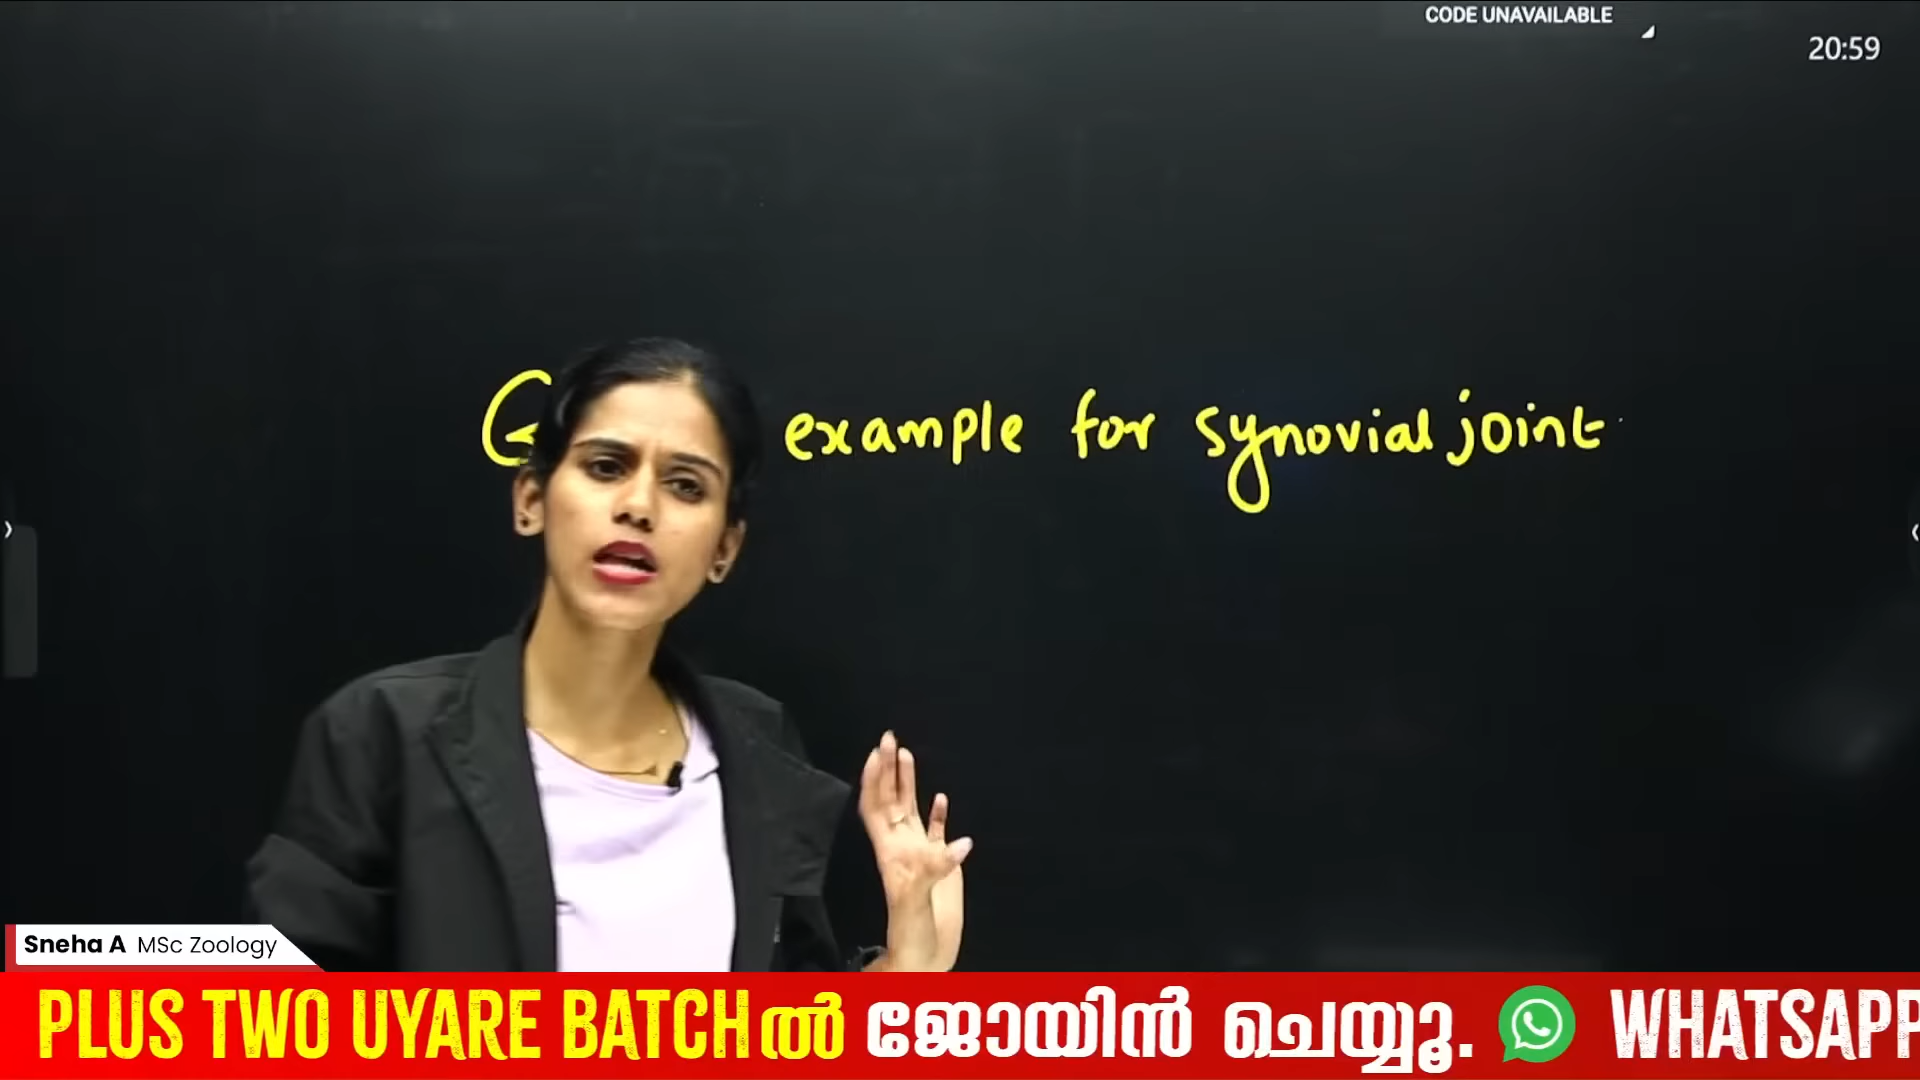 CODE UNAVAILABLE
20:59
example for synovial joint
Sneha A MSc Zoology
PLUS TWO UYARE BATCHൽ ജോയിൻ ചെയ്യൂ. WHATSAPP